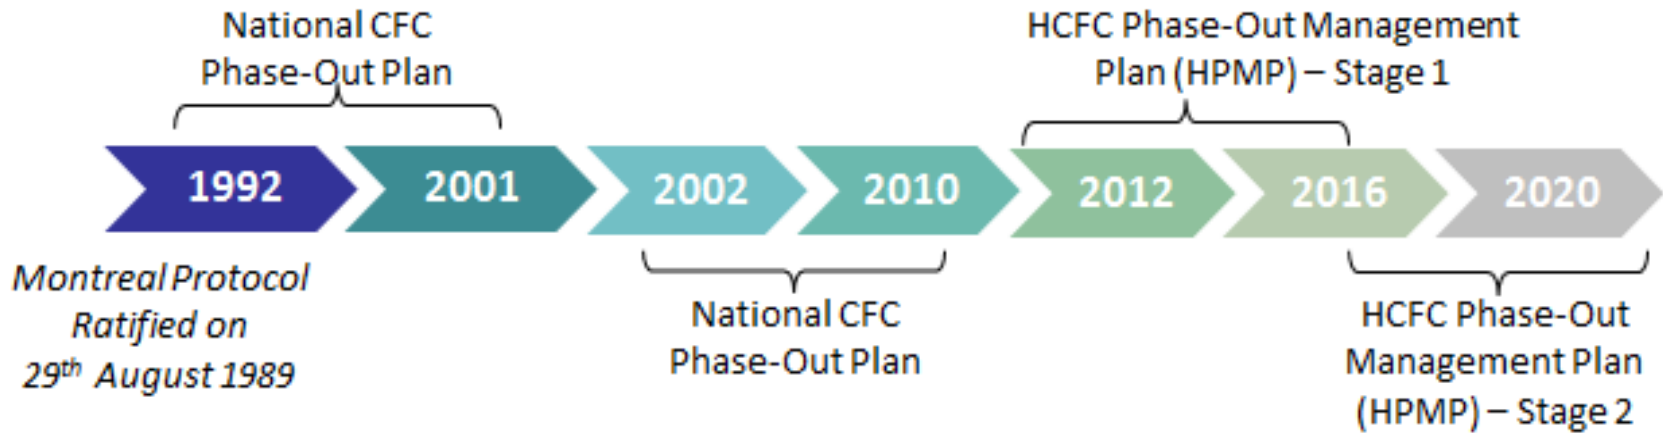 National CFC
Phase-Out Plan
HCFC Phase-Out Management
Plan (HPMP) – Stage 1
1992
2001
2002
2010
2012
2016
2020
Montreal Protocol
Ratified on
29th August 1989
National CFC
Phase-Out Plan
HCFC Phase-Out
Management Plan
(HPMP) – Stage 2